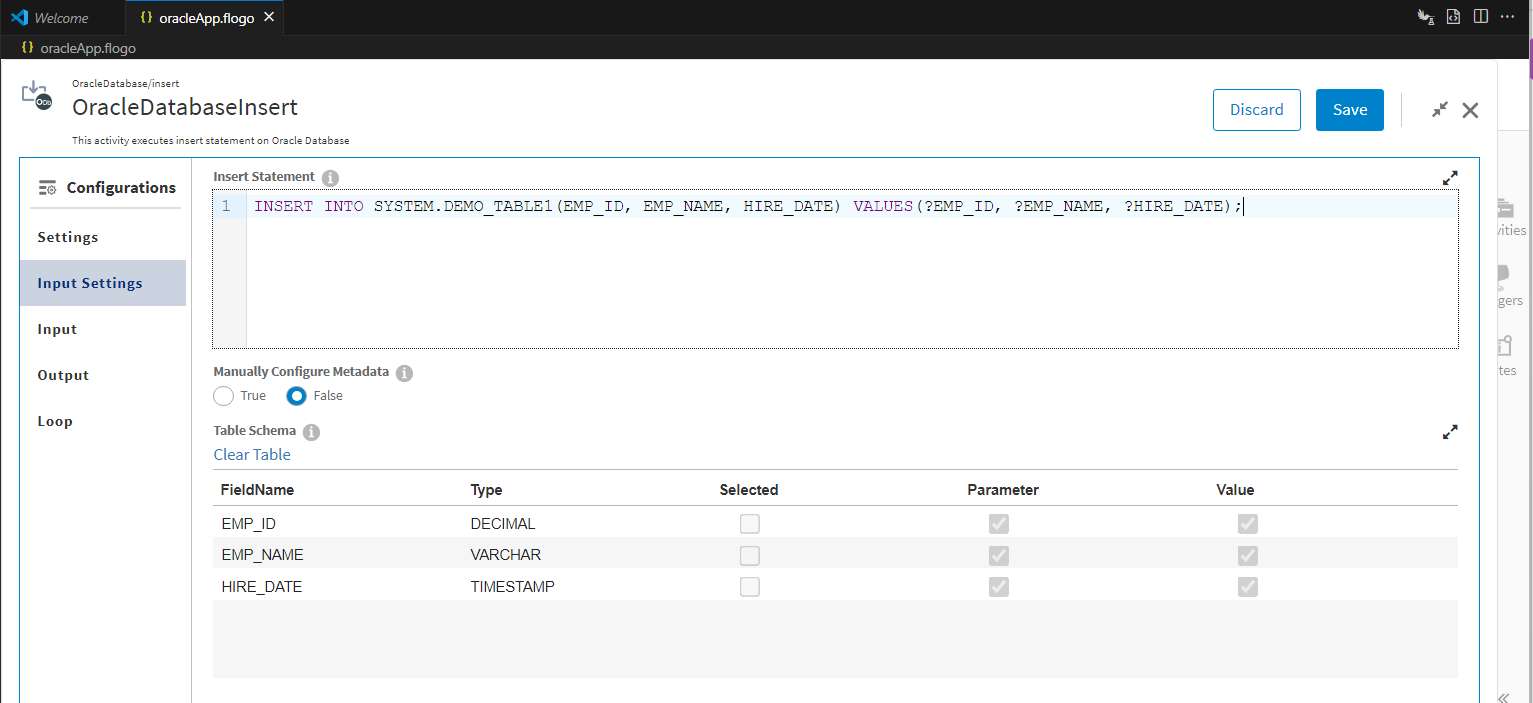 Welcome
{} oracleApp.flogo
{} oracleApp.flogo
OracleDatabase/insert
OracleDatabaseInsert
This activity executes insert statement on Oracle Database
Discard
Save
Configurations
Settings
Input Settings
Input
Output
Loop
Insert Statement
1 INSERT INTO SYSTEM.DEMO_TABLE1(EMP_ID, EMP_NAME, HIRE_DATE) VALUES(?EMP_ID, ?EMP_NAME, ?HIRE_DATE);
Manually Configure Metadata
True False
Table Schema
Clear Table
FieldName Type Selected Parameter Value
EMP_ID DECIMAL
EMP_NAME VARCHAR
HIRE_DATE TIMESTAMP
vities
gers
tes